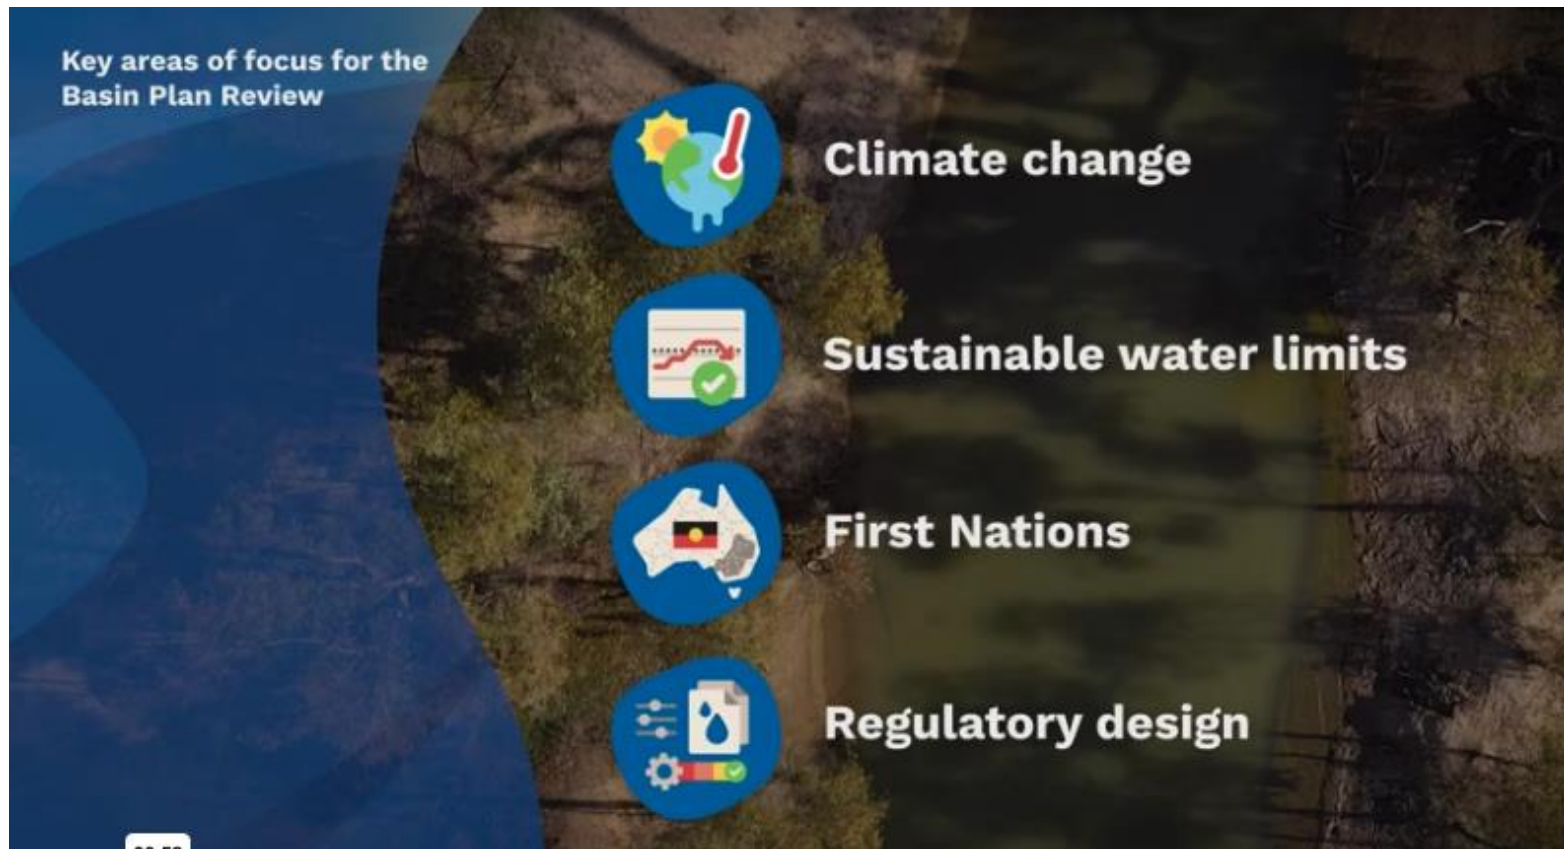 Key areas of focus for the
Basin Plan Review
Climate change
Sustainable water limits
First Nations
Regulatory design